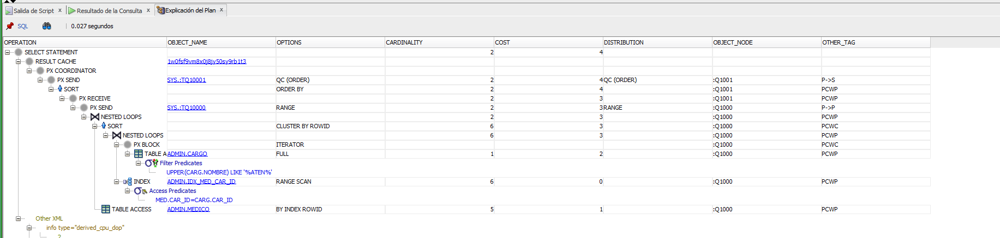 Salida de Script x Resultado de la Consulta x Explicación del Plan x
SQL 0.027 segundos
OPERATION OBJECT_NAME OPTIONS CARDINALITY COST DISTRIBUTION OBJECT_NODE OTHER_TAG
SELECT STATEMENT 2 4
RESULT CACHE 1w0fsf9vm8x0j8jv50sy9rb1t3
PX COORDINATOR
PX SEND SYS.:TQ10001 QC (ORDER) 2 4 QC (ORDER) :Q1001 P->S
SORT ORDER BY 2 4 :Q1001 PCWP
PX RECEIVE 2 3 :Q1001 PCWP
PX SEND SYS.:TQ10000 RANGE 2 3 RANGE :Q1000 P->P
NESTED LOOPS 2 3 :Q1000 PCWP
SORT CLUSTER BY ROWID 6 3 :Q1000 PCWC
NESTED LOOPS 6 3 :Q1000 PCWP
PX BLOCK ITERATOR :Q1000 PCWC
TABLE A ADMIN.CARGO FULL 1 2 :Q1000 PCWP
Filter Predicates
UPPER(CARG.NOMBRE) LIKE '%ATEN%'
INDEX ADMIN.IDX_MED_CAR_ID RANGE SCAN 6 0 :Q1000 PCWP
Access Predicates
MED.CAR_ID=CARG.CAR_ID
TABLE ACCESS ADMIN.MEDICO BY INDEX ROWID 5 1 :Q1000 PCWP
Other XML
info type="derived_cpu_dop"
2